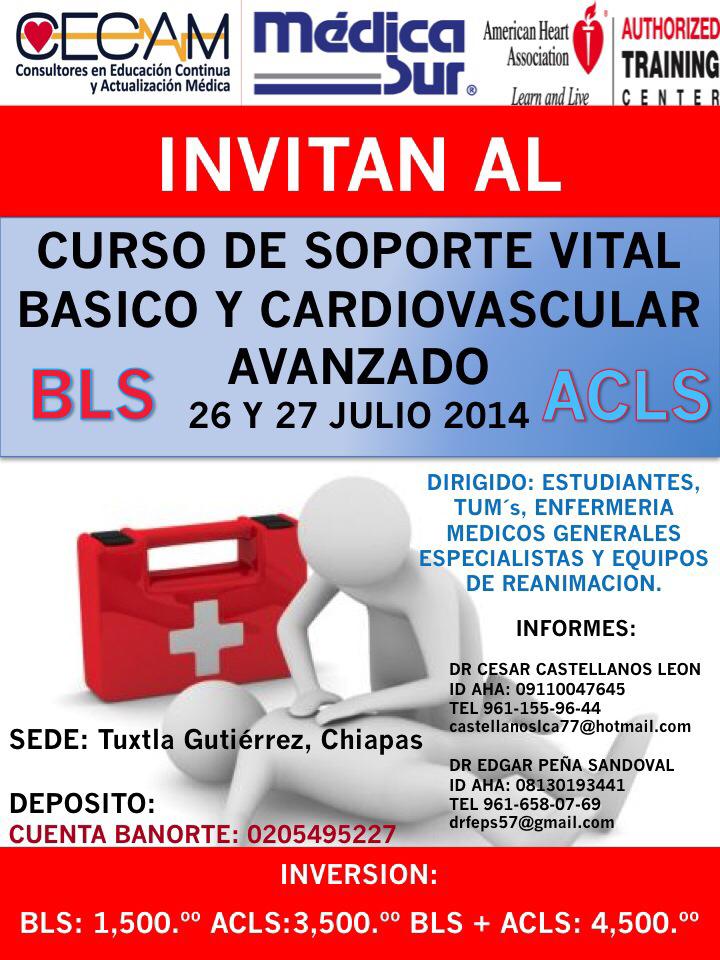 CECAM
Consultores en Educación Continua
y Actualización Médica
médica
Sur®
American Heart
Association®
Learn and Live
AUTHORIZED
TRAINING
CENTER
INVITAN AL
CURSO DE SOPORTE VITAL
BASICO Y CARDIOVASCULAR
AVANZADO
BLS
26 Y 27 JULIO 2014
ACLS
DIRIGIDO: ESTUDIANTES,
TUM´s, ENFERMERIA
MEDICOS GENERALES
ESPECIALISTAS Y EQUIPOS
DE REANIMACION.
INFORMES:
DR CESAR CASTELLANOS LEON
ID AHA: 09110047645
TEL 961-155-96-44
castellanoslca77@hotmail.com
DR EDGAR PEÑA SANDOVAL
ID AHA: 08130193441
TEL 961-658-07-69
drfeps57@gmail.com
SEDE: Tuxtla Gutiérrez, Chiapas
DEPOSITO:
CUENTA BANORTE: 0205495227
INVERSION:
BLS: 1,500.ºº ACLS:3,500.ºº BLS + ACLS: 4,500.ºº